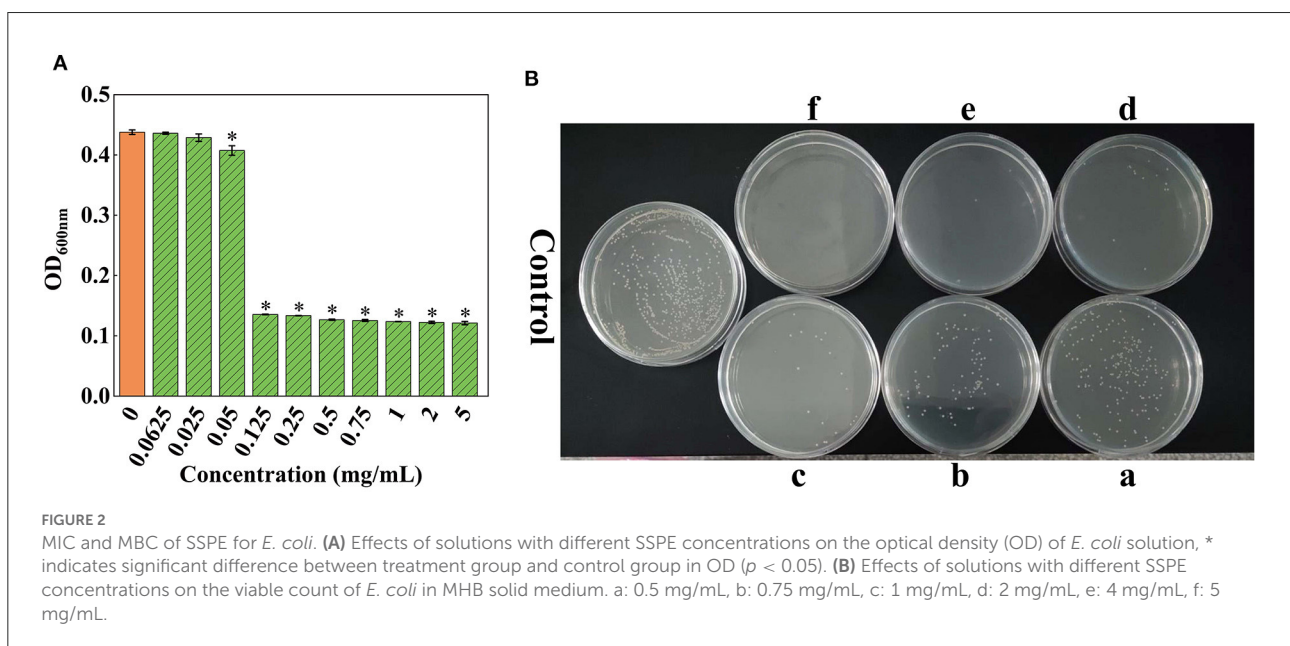 A
0.5
0.4
0.3
0.2
0.1
0.0
OD600nm
*
* * * * * * *
0 0.0625 0.025 0.05 0.125 0.25 0.5 0.75 1 2 5
Concentration (mg/mL)
B
f e d
Control
c b a
FIGURE 2
MIC and MBC of SSPE for E. coli. (A) Effects of solutions with different SSPE concentrations on the optical density (OD) of E. coli solution, *
indicates significant difference between treatment group and control group in OD (p < 0.05). (B) Effects of solutions with different SSPE
concentrations on the viable count of E. coli in MHB solid medium. a: 0.5 mg/mL, b: 0.75 mg/mL, c: 1 mg/mL, d: 2 mg/mL, e: 4 mg/mL, f: 5
mg/mL.